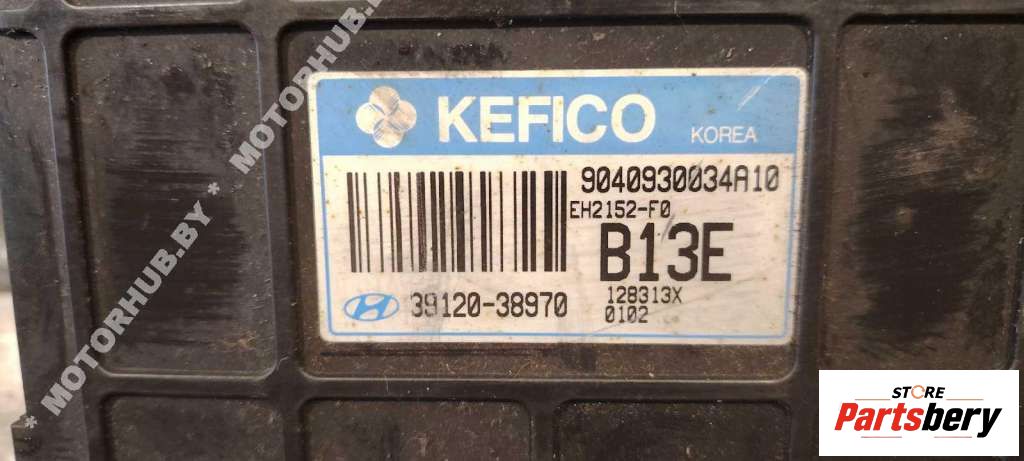 KEFICO KOREA
9040930034A10
EH2152-F0
B13E
39120-38970
128313X
0102
* MOTORHUB.BY * MOTORHUB.BY
STORE
Partsbery